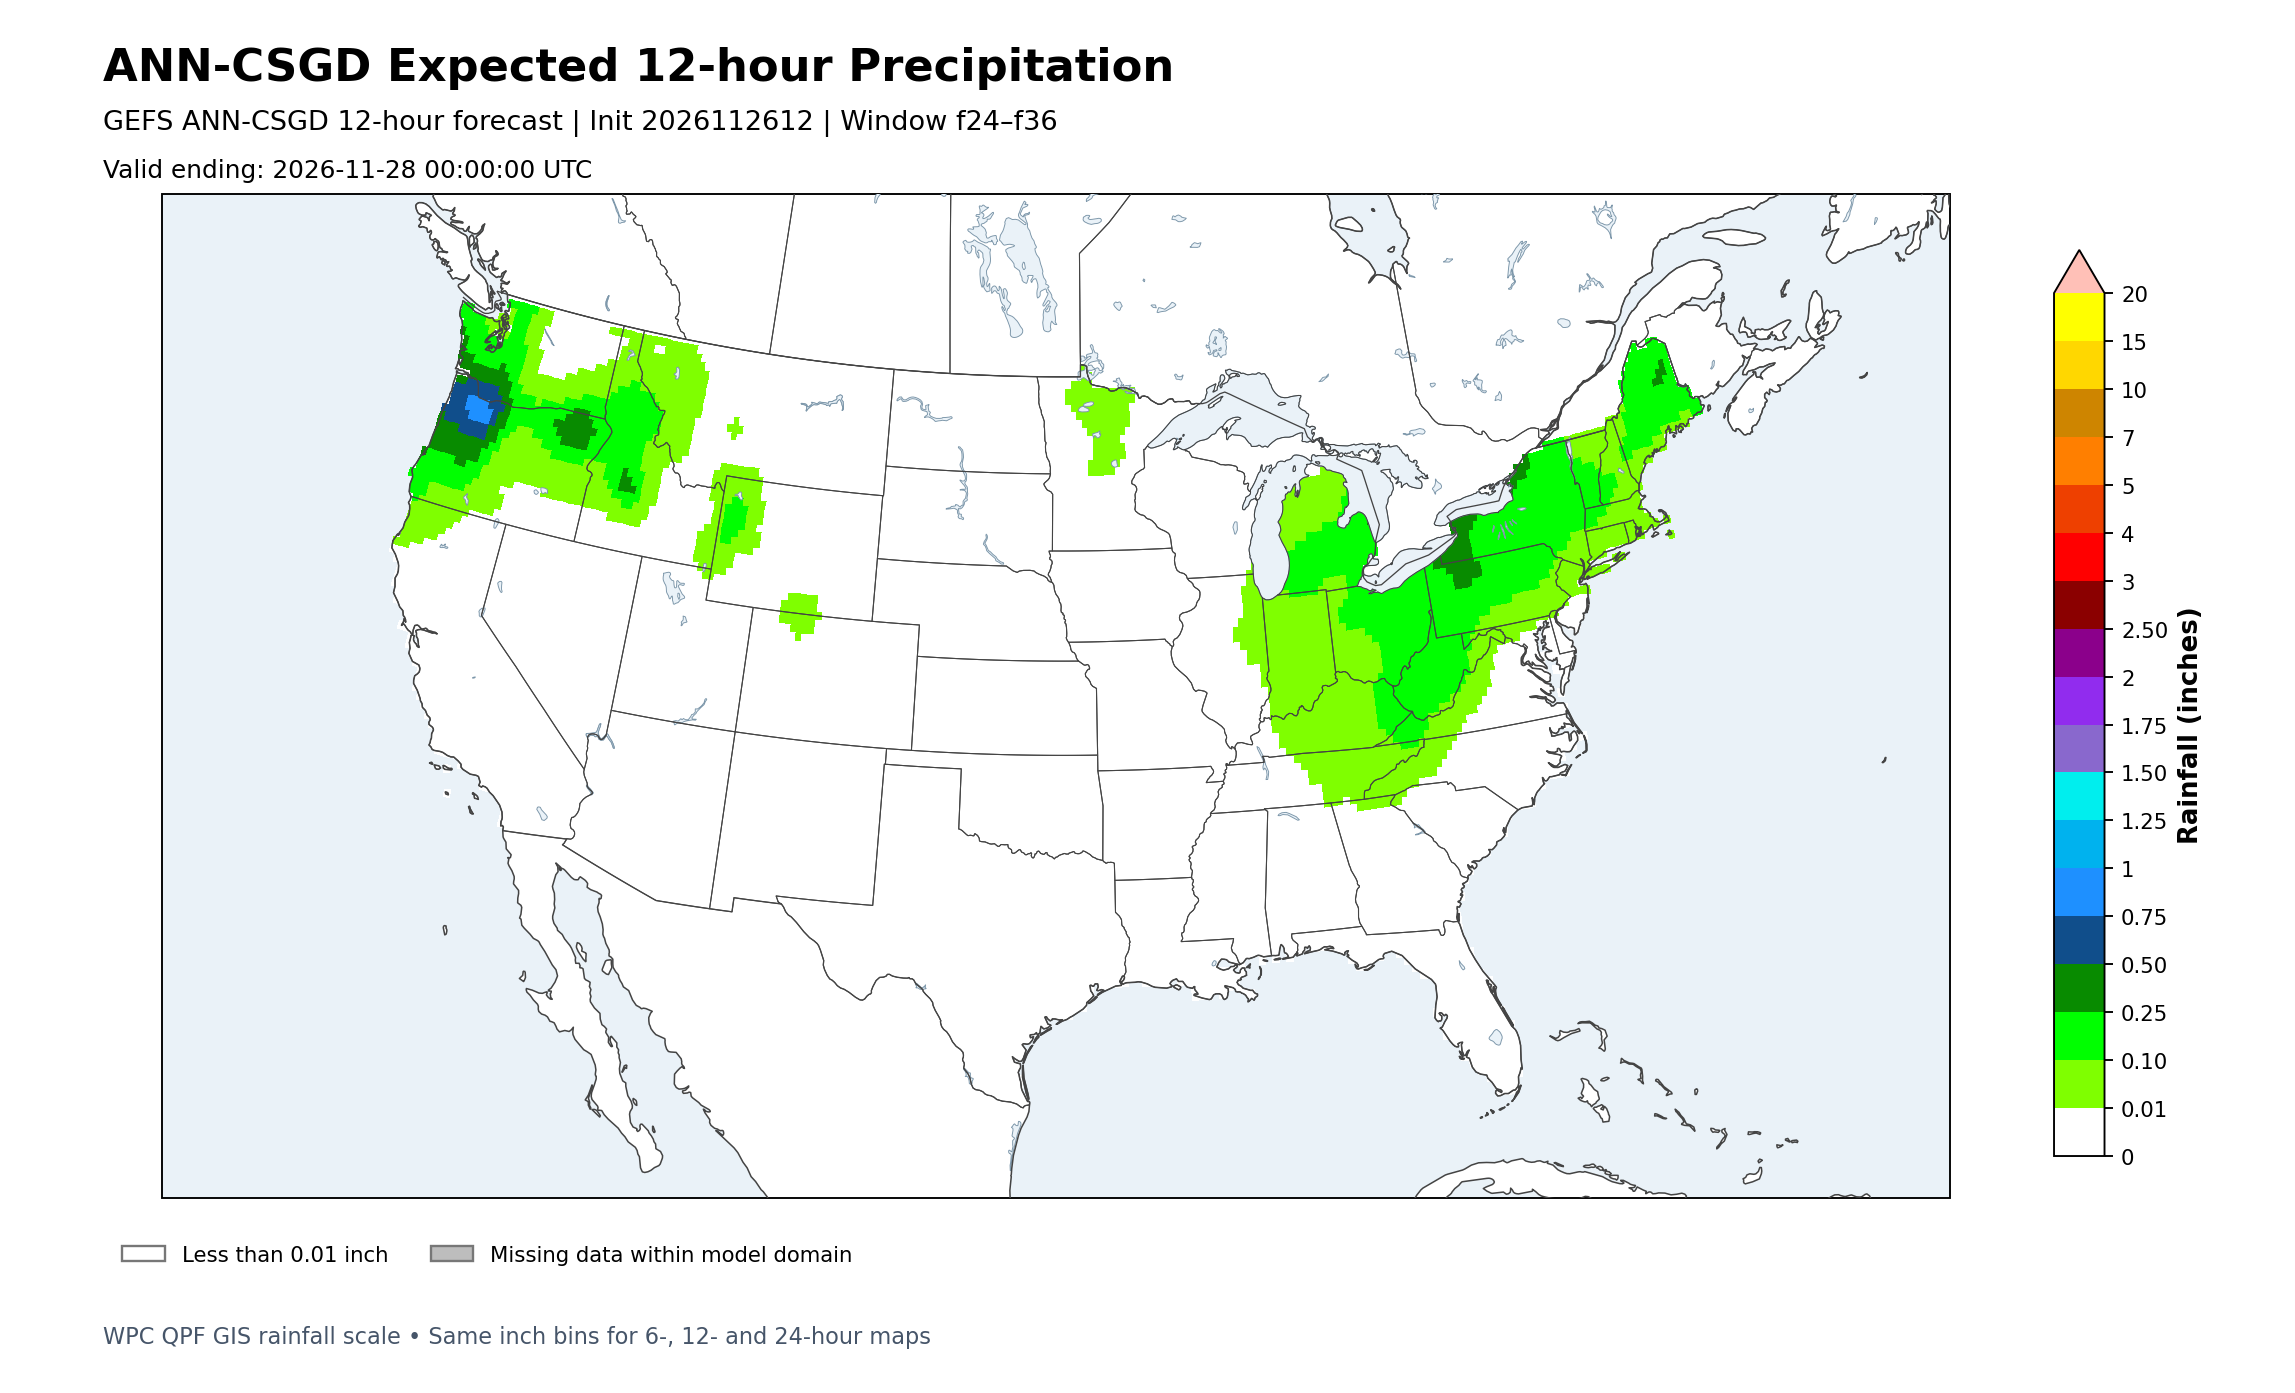 ANN-CSGD Expected 12-hour Precipitation
GEFS ANN-CSGD 12-hour forecast | Init 2026112612 | Window f24–f36
Valid ending: 2026-11-28 00:00:00 UTC
20
15
10
7
5
4
3
2.50
2
1.75
1.50
1.25
1
0.75
0.50
0.25
0.10
0.01
0
Rainfall (inches)
Less than 0.01 inch
Missing data within model domain
WPC QPF GIS rainfall scale • Same inch bins for 6-, 12- and 24-hour maps